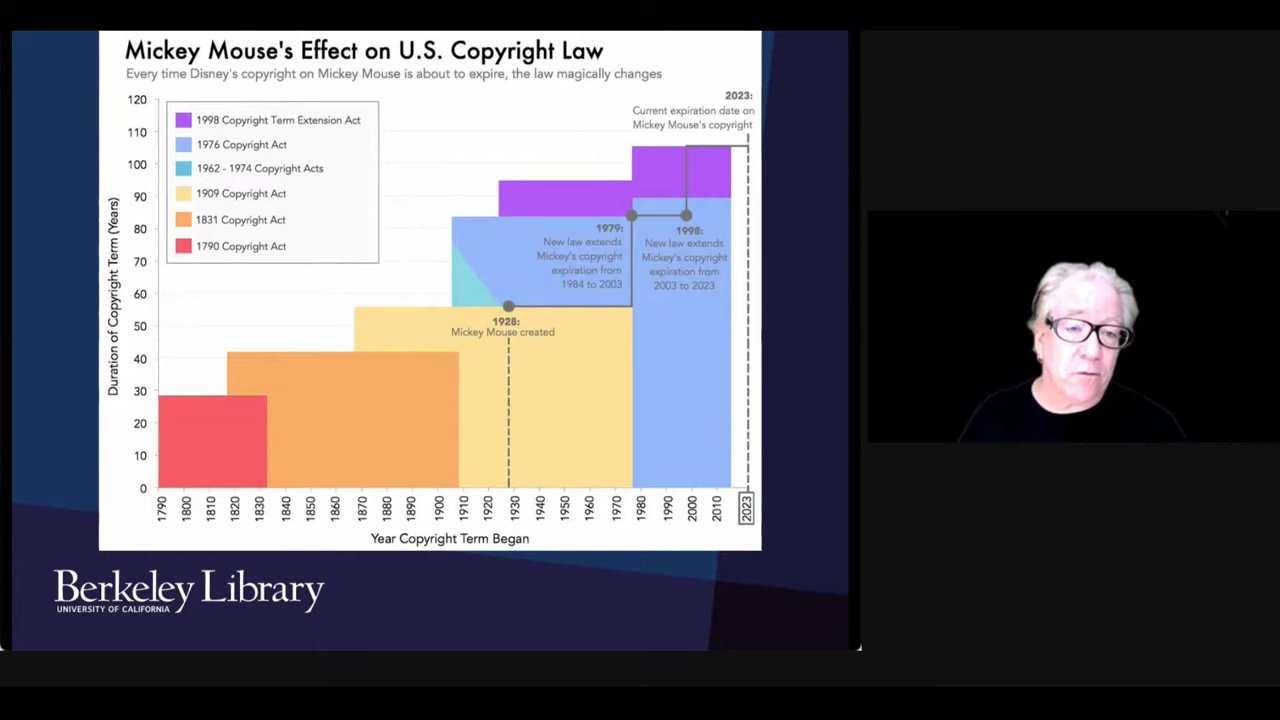 Mickey Mouse's Effect on U.S. Copyright Law
Every time Disney's copyright on Mickey Mouse is about to expire, the law magically changes
2023:
Current expiration date on
Mickey Mouse's copyright
1998 Copyright Term Extension Act
1976 Copyright Act
1962 - 1974 Copyright Acts
1909 Copyright Act
1831 Copyright Act
1790 Copyright Act
Duration of Copyright Term (Years)
120
110
100
90
80
70
60
50
40
30
20
10
0
1979:
New law extends
Mickey's copyright
expiration from
1984 to 2003
1998:
New law extends
Mickey's copyright
expiration from
2003 to 2023
1928:
Mickey Mouse created
1790
1800
1810
1820
1830
1840
1850
1860
1870
1880
1890
1900
1910
1920
1930
1940
1950
1960
1970
1980
1990
2000
2010
2023
Year Copyright Term Began
Berkeley Library
UNIVERSITY OF CALIFORNIA